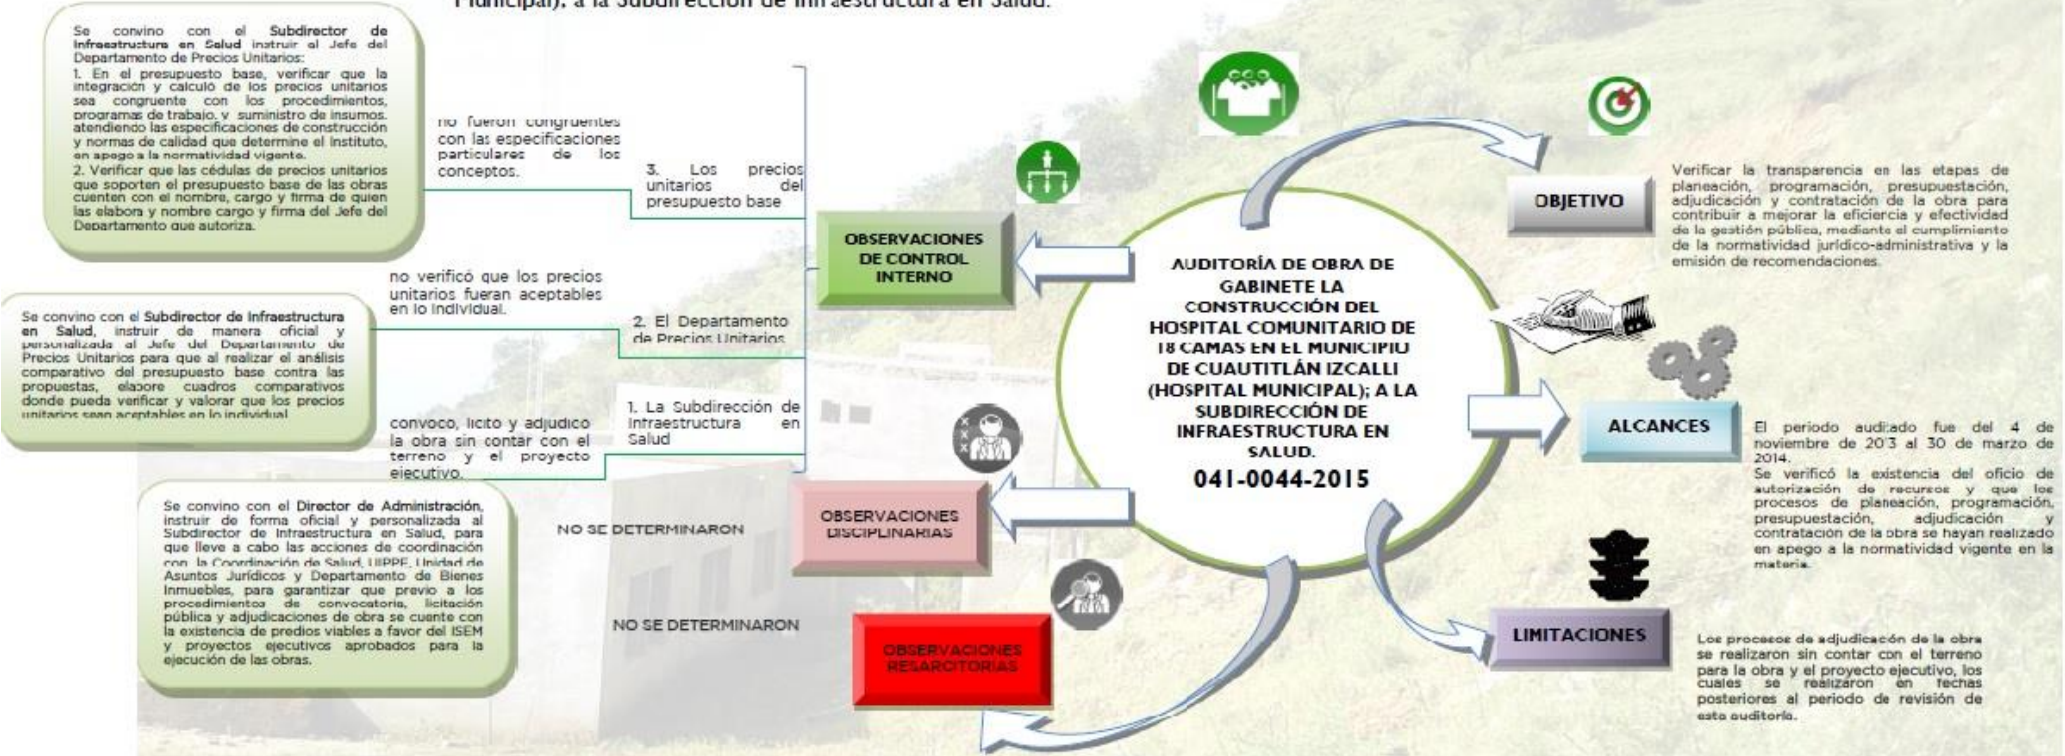 Municipal), a la Subdirección de Infraestructura en Salud.
Se convino con el Subdirector de
Infraestructura en Salud instruir al Jefe del
Departamento de Precios Unitarios:
1. En el presupuesto base, verificar que la
integración y calculó de los precios unitarios
sea congruente con los procedimientos,
programas de trabajo, y suministro de insumos.
atendiendo las especificaciones de construcción
y normas de calidad que determine el Instituto,
en apego a la normatividad vigente.
2. Verificar que las cédulas de precios unitarios
que soporten el presupuesto base de las obras
cuenten con el nombre, cargo y firma de quien
las elabora y nombre cargo y firma del Jefe del
Departamento que autoriza.
no fueron congruentes
con las especificaciones
particulares de los
conceptos.
3. Los precios
unitarios del
presupuesto base
Se convino con el Subdirector de Infraestructura
en Salud, instruir de manera oficial y
personalizada al Jefe del Departamento de
Precios Unitarios para que al realizar el análisis
comparativo del presupuesto base contra las
propuestas, elabore cuadros comparativos
donde pueda verificar y valorar que los precios
unitarios sean aceptables en lo individual
no verificó que los precios
unitarios fueran aceptables
en lo individual.
2. El Departamento
de Precios Unitarios
convoco, licito y adjudico
la obra sin contar con el
terreno y el proyecto
ejecutivo.
1. La Subdirección de
Infraestructura en
Salud
Se convino con el Director de Administración,
instruir de forma oficial y personalizada al
Subdirector de Infraestructura en Salud, para
que lleve a cabo las acciones de coordinación
con la Coordinación de Salud, UIPPE, Unidad de
Asuntos Jurídicos y Departamento de Bienes
Inmuebles, para garantizar que previo a los
procedimientos de convocatoria, licitación
pública y adjudicaciones de obra se cuente con
la existencia de predios viables a favor del ISEM
y proyectos ejecutivos aprobados para la
ejecución de las obras.
OBSERVACIONES
DE CONTROL
INTERNO
NO SE DETERMINARON
OBSERVACIONES
DISCIPLINARIAS
NO SE DETERMINARON
OBSERVACIONES
RESARCITORIAS
AUDITORÍA DE OBRA DE
GABINETE LA
CONSTRUCCIÓN DEL
HOSPITAL COMUNITARIO DE
18 CAMAS EN EL MUNICIPIO
DE CUAUTITLÁN IZCALLI
(HOSPITAL MUNICIPAL); A LA
SUBDIRECCIÓN DE
INFRAESTRUCTURA EN
SALUD.
041-0044-2015
OBJETIVO
Verificar la transparencia en las etapas de
planeación, programación, presupuestación,
adjudicación y contratación de la obra para
contribuir a mejorar la eficiencia y efectividad
de la gestión pública, mediante el cumplimiento
de la normatividad jurídico-administrativa y la
emisión de recomendaciones.
ALCANCES
El periodo auditado fue del 4 de
noviembre de 2013 al 30 de marzo de
2014.
Se verificó la existencia del oficio de
autorización de recursos y que los
procesos de planeación, programación,
presupuestación, adjudicación y
contratación de la obra se hayan realizado
en apego a la normatividad vigente en la
materia.
LIMITACIONES
Los procesos de adjudicación de la obra
se realizaron sin contar con el terreno
para la obra y el proyecto ejecutivo, los
cuales se realizaron en fechas
posteriores al periodo de revisión de
esta auditoría.